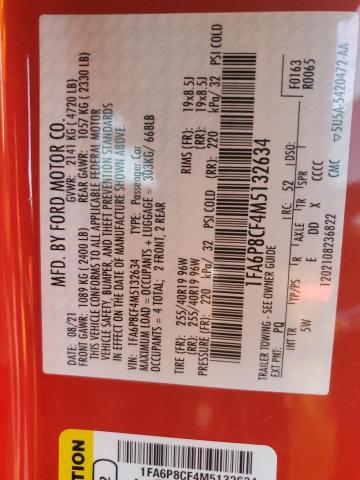 MFD. BY FORD MOTOR CO.
08/21 GVWR: 2141 KG ( 4720 LB)
FRONT GAWR: 1089 KG ( 2400 LB) REAR GAWR: 1057 KG ( 2330 LB)
THIS VEHICLE CONFORMS TO ALL APPLICABLE FEDERAL MOTOR
VEHICLE SAFETY, BUMPER, AND THEFT PREVENTION STANDARDS IN
EFFECT ON THE DATE OF MANUFACTURE SHOWN ABOVE.
VIN: 1FA6P8CF4M5132634 TYPE: Passenger Car
MAXIMUM LOAD = OCCUPANTS + LUGGAGE = 303KG/ 668LB
OCCUPANTS = 4 TOTAL: 2 FRONT, 2 REAR
TIRE (FR): 255/40R19 96W RIMS (FR): 19x8.5J
TIRE (RR): 255/40R19 96W (RR): 19x8.5J
PRESSURE (FR): 220 kPa/ 32 PSI COLD (RR): 220 kPa/ 32 PSI COLD
1FA6P8CF4M5132634
TRAILER TOWING - SEE OWNER GUIDE
F0163
R0065
EXT PNT: PQ RC: 52 DSO:
INT TR TP/PS R AXLE TR SPR
5W E DD X CCCC
1202108236822 CMC
5U5A-5420472-AA
1FA6P8CF4M5132634